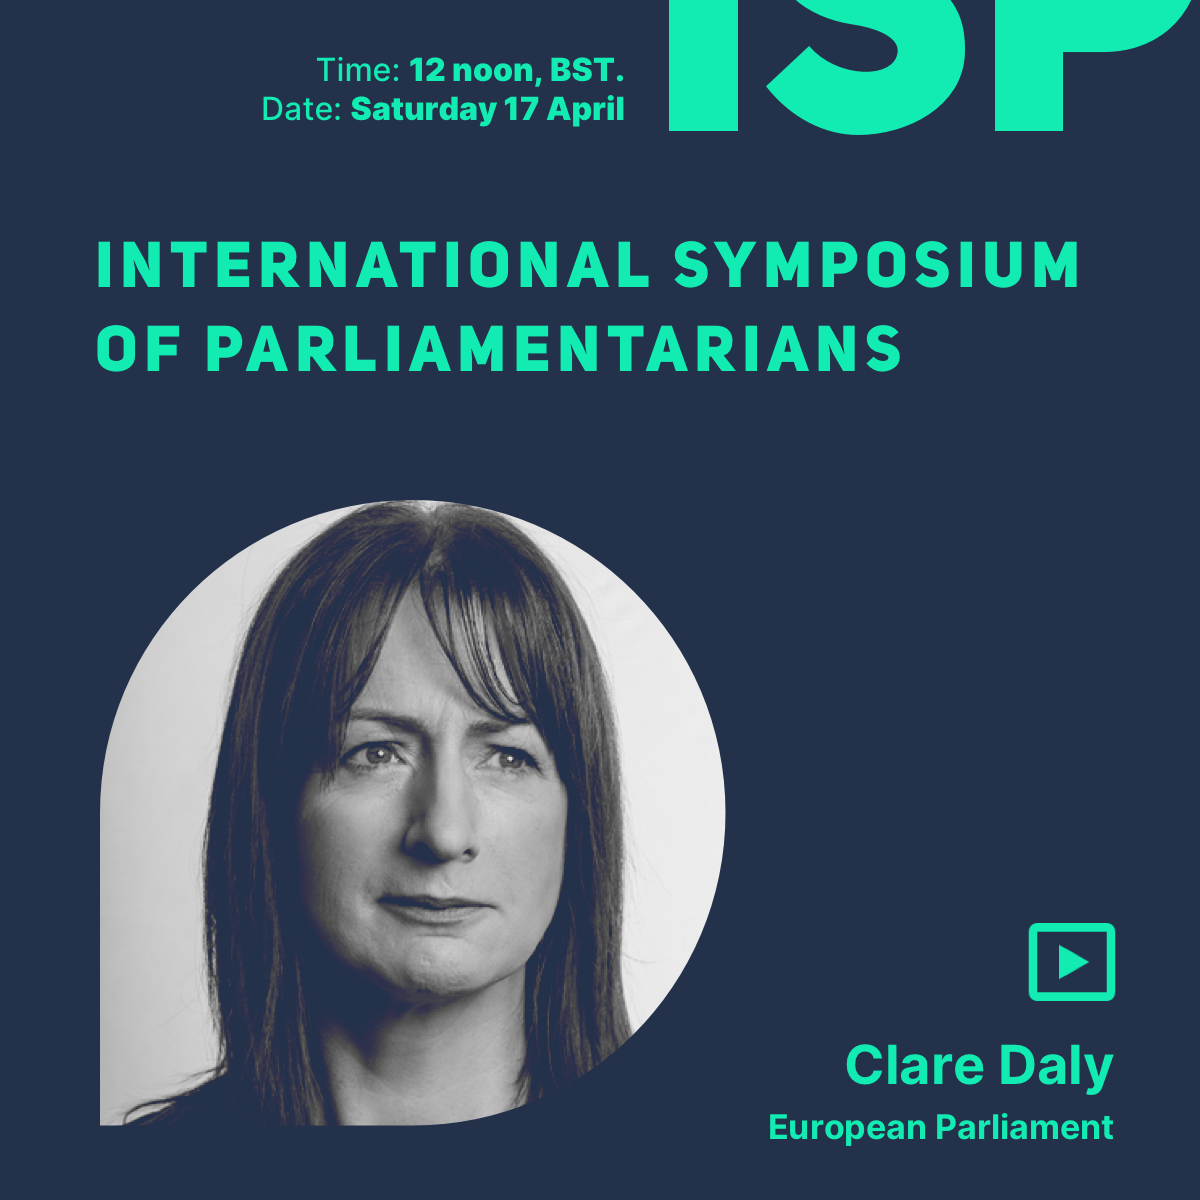 ISP
Time: 12 noon, BST.
Date: Saturday 17 April
INTERNATIONAL SYMPOSIUM
OF PARLIAMENTARIANS
Clare Daly
European Parliament